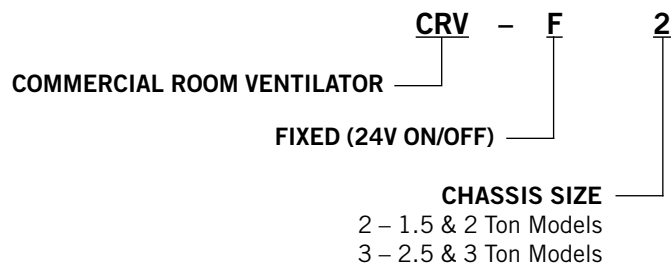 CRV – F 2
COMMERCIAL ROOM VENTILATOR
FIXED (24V ON/OFF)
CHASSIS SIZE
2 – 1.5 & 2 Ton Models
3 – 2.5 & 3 Ton Models